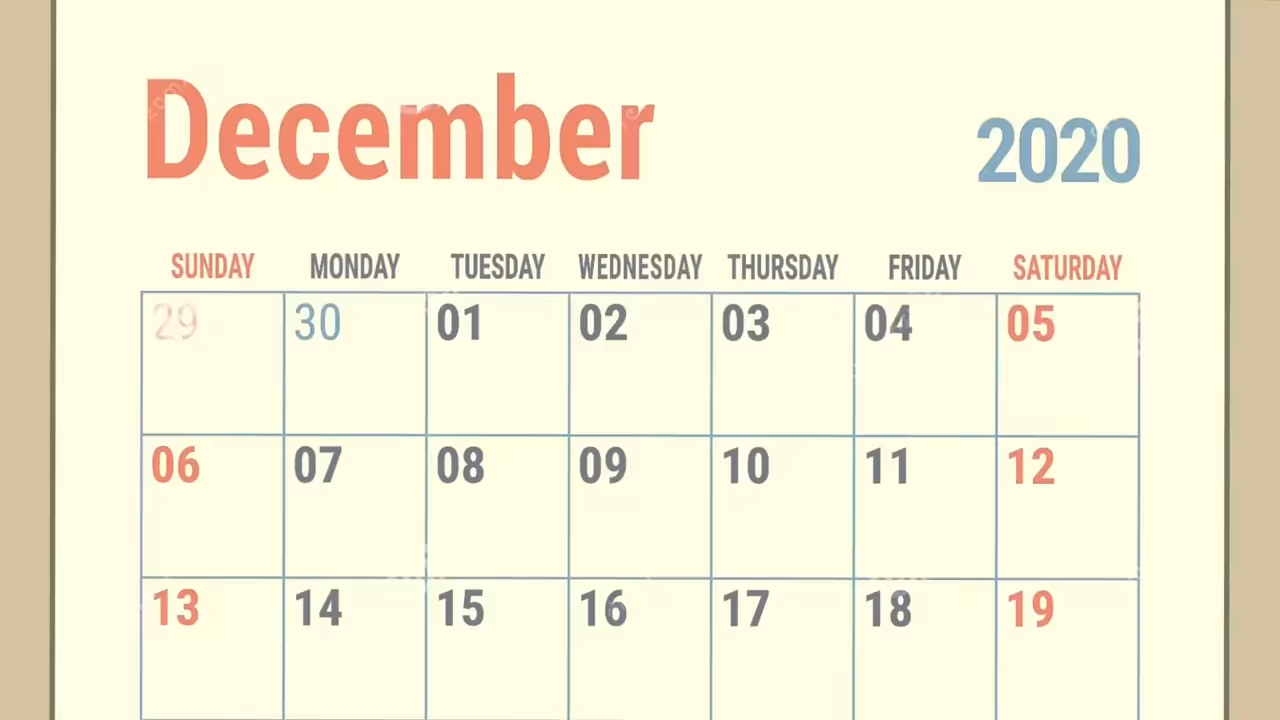 December 2020
SUNDAY MONDAY TUESDAY WEDNESDAY THURSDAY FRIDAY SATURDAY
29 30 01 02 03 04 05
06 07 08 09 10 11 12
13 14 15 16 17 18 19